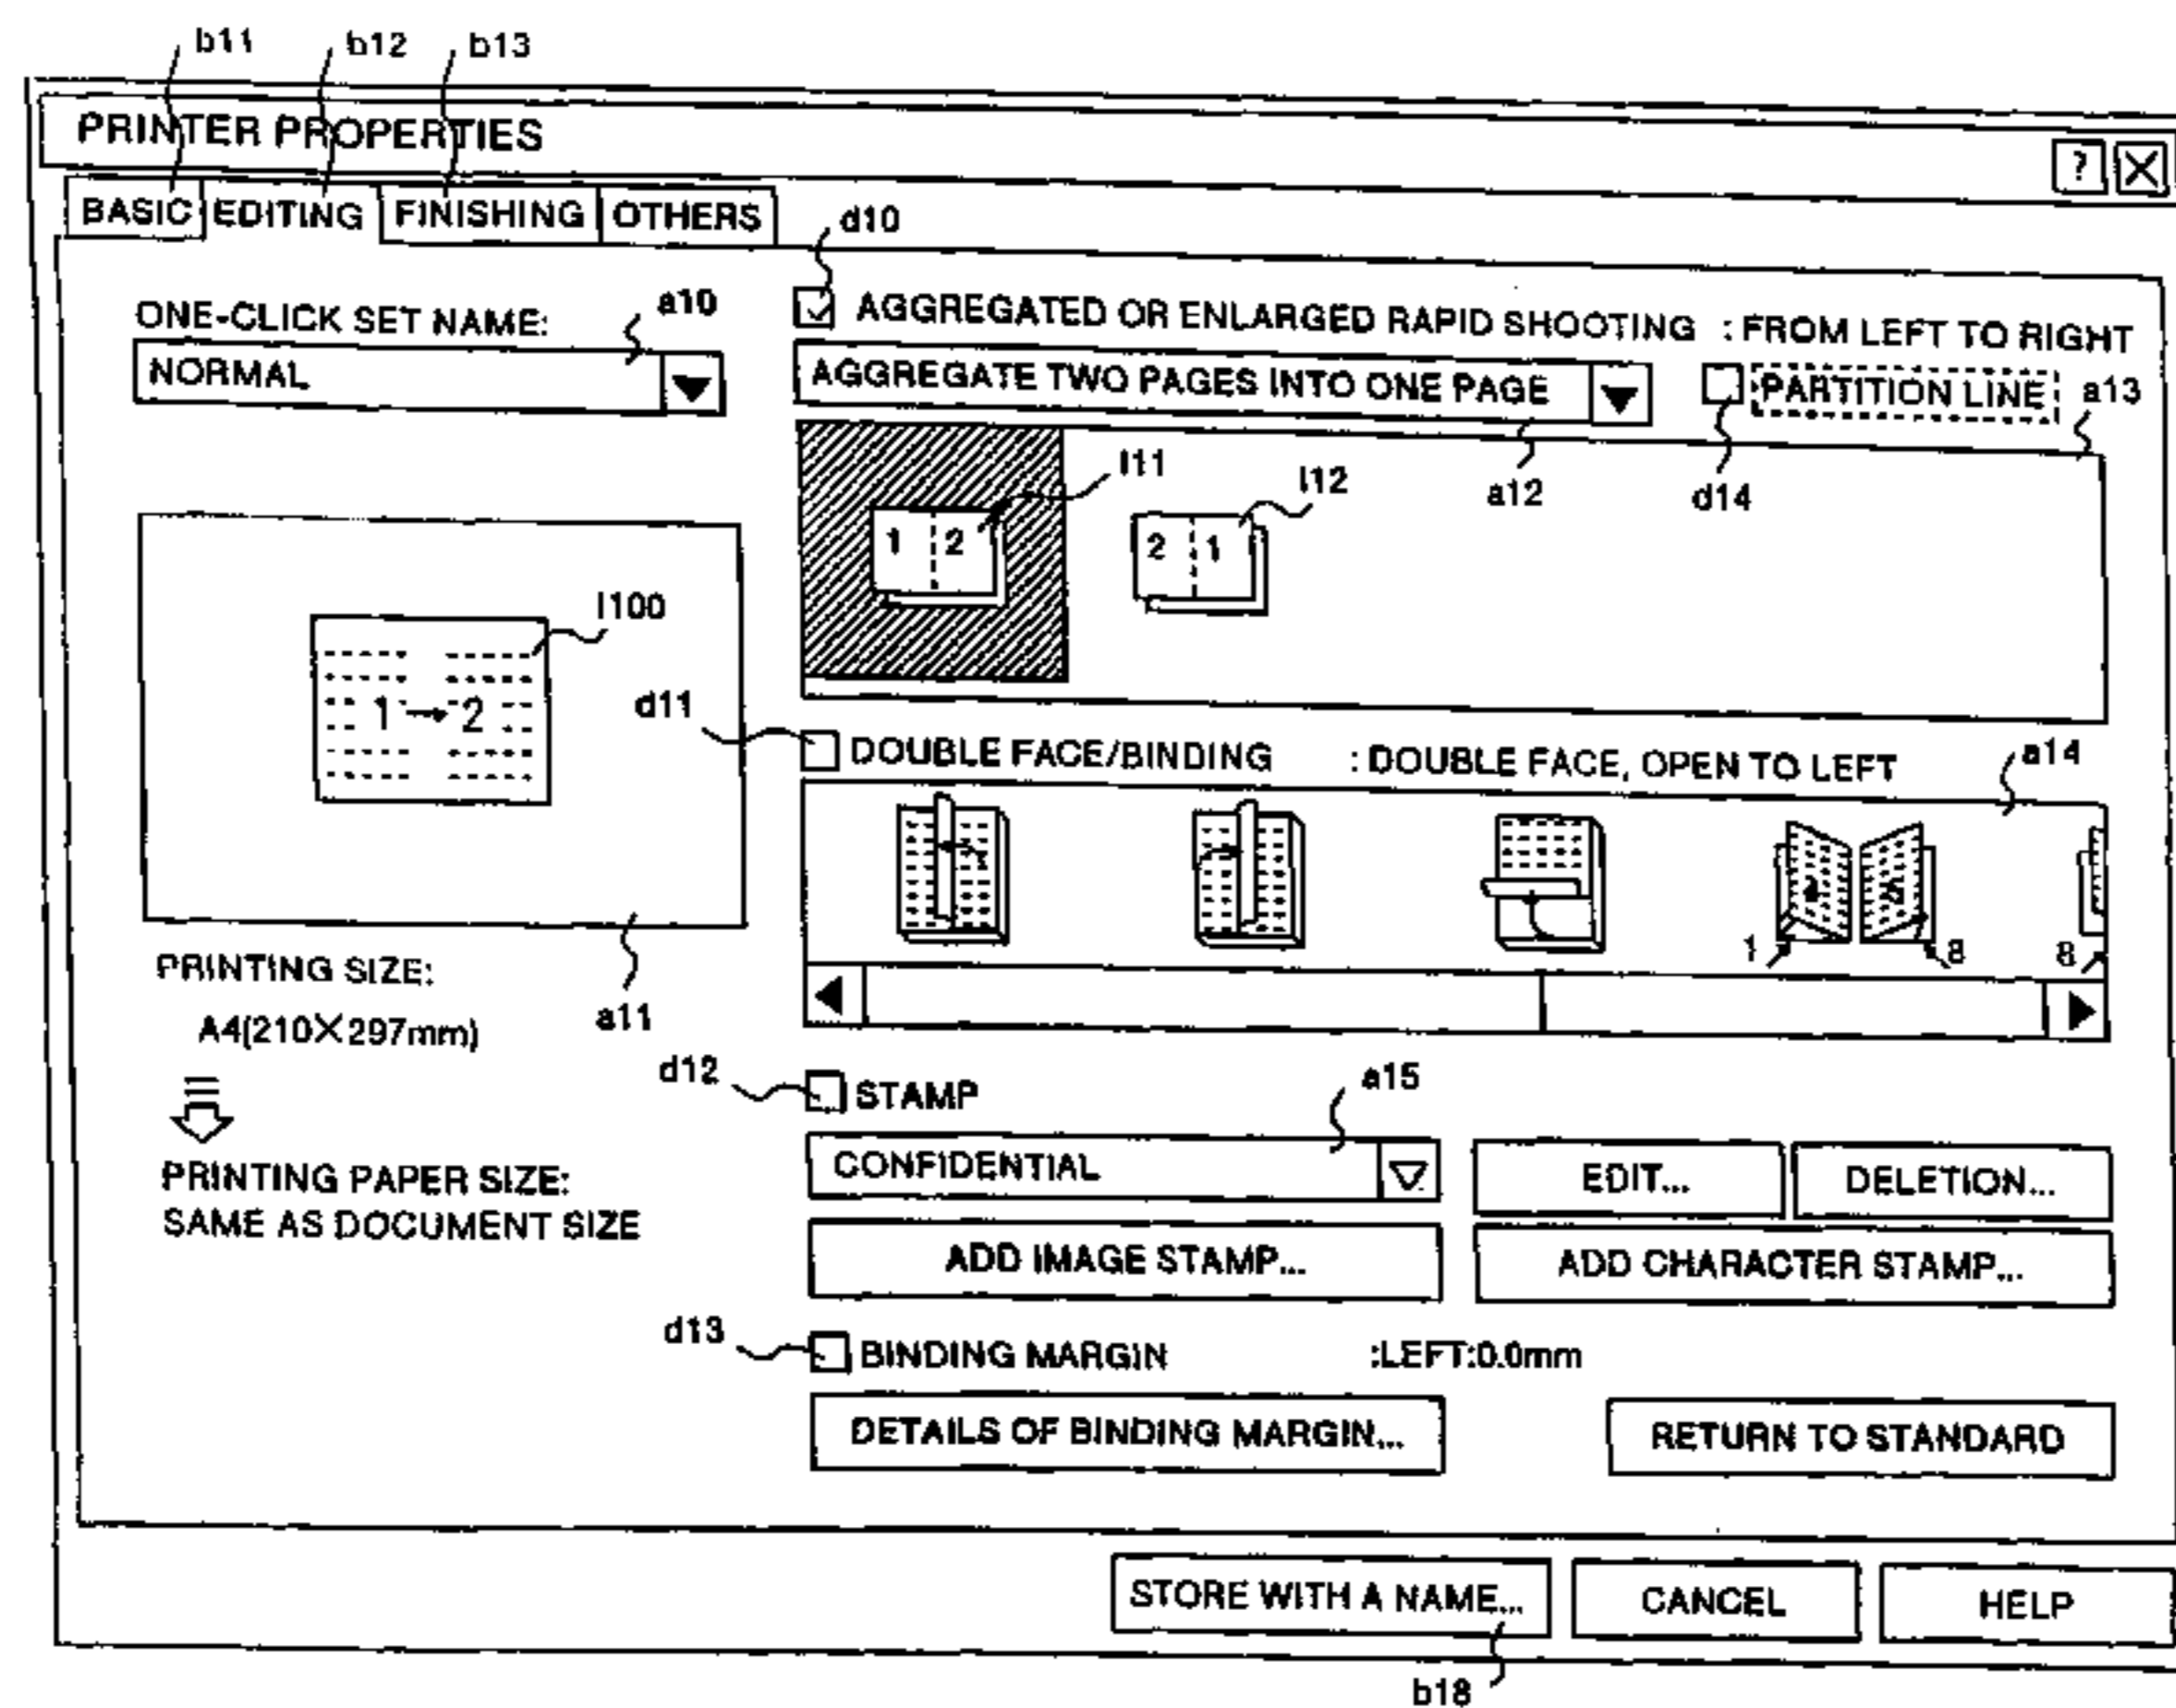 b11 b12 b13
PRINTER PROPERTIES
? X
BASIC EDITING FINISHING OTHERS
d10
ONE-CLICK SET NAME: a10
AGGREGATED OR ENLARGED RAPID SHOOTING : FROM LEFT TO RIGHT
NORMAL
AGGREGATE TWO PAGES INTO ONE PAGE
PARTITION LINE a13
I11 I12 a12 d14
1 2
2 1
I100
1 2
d11
DOUBLE FACE/BINDING : DOUBLE FACE, OPEN TO LEFT a14
1 8 8
PRINTING SIZE:
A4(210×297mm)
a11
d12
STAMP
a15
CONFIDENTIAL
EDIT... DELETION...
PRINTING PAPER SIZE:
SAME AS DOCUMENT SIZE
ADD IMAGE STAMP... ADD CHARACTER STAMP...
d13
BINDING MARGIN :LEFT:0.0mm
DETAILS OF BINDING MARGIN... RETURN TO STANDARD
STORE WITH A NAME... CANCEL HELP
b18